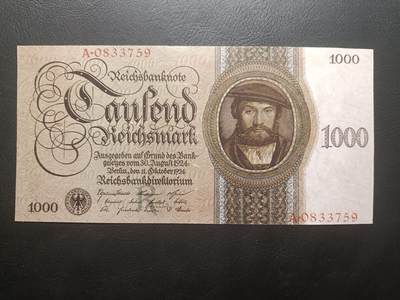 A·0833759
1000
Reichsbanknote
Tausend
Reichsmark
Ausgegeben auf Grund des Bank-
gesetzes vom 30. August 1924
Berlin, den 11. Oktober 1924
Reichsbankdirektorium
1000
1000
A·0833759